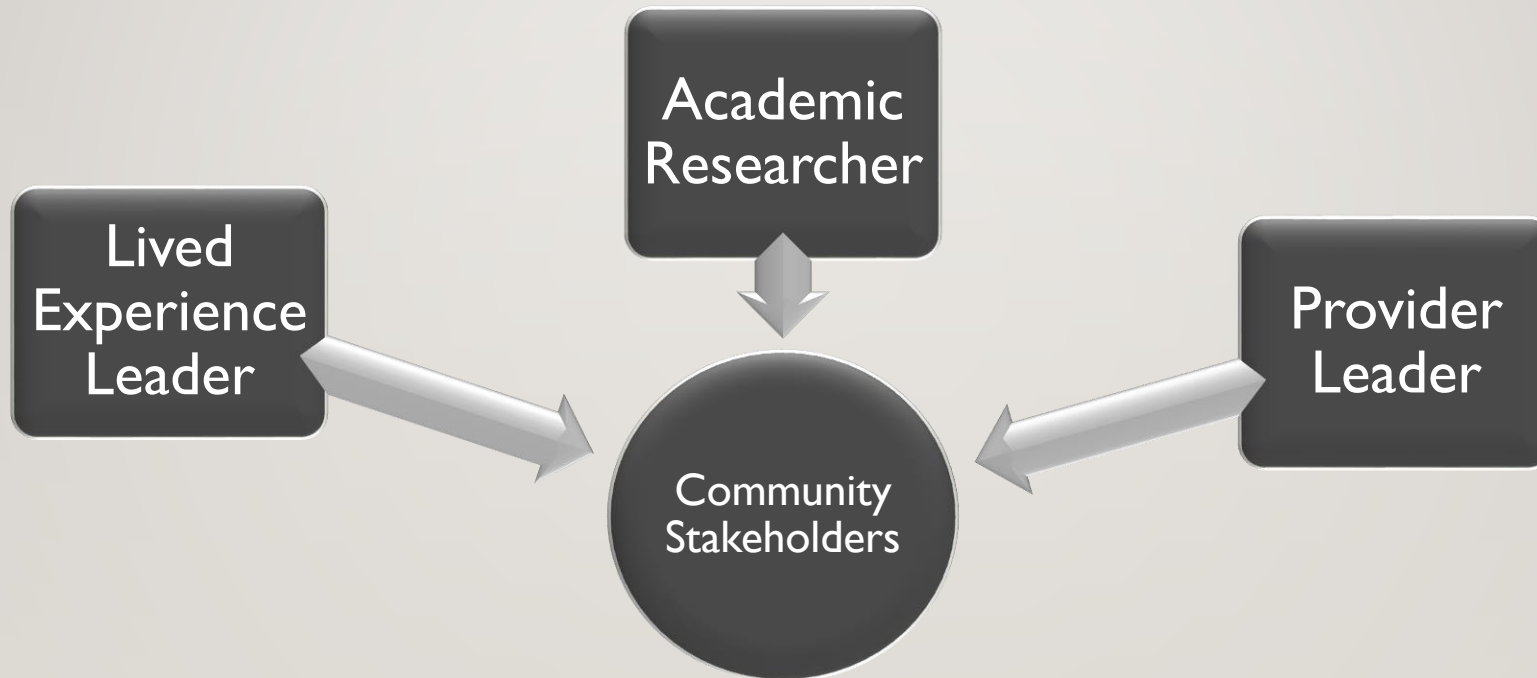 Academic
Researcher
Lived
Experience
Leader
Provider
Leader
Community
Stakeholders